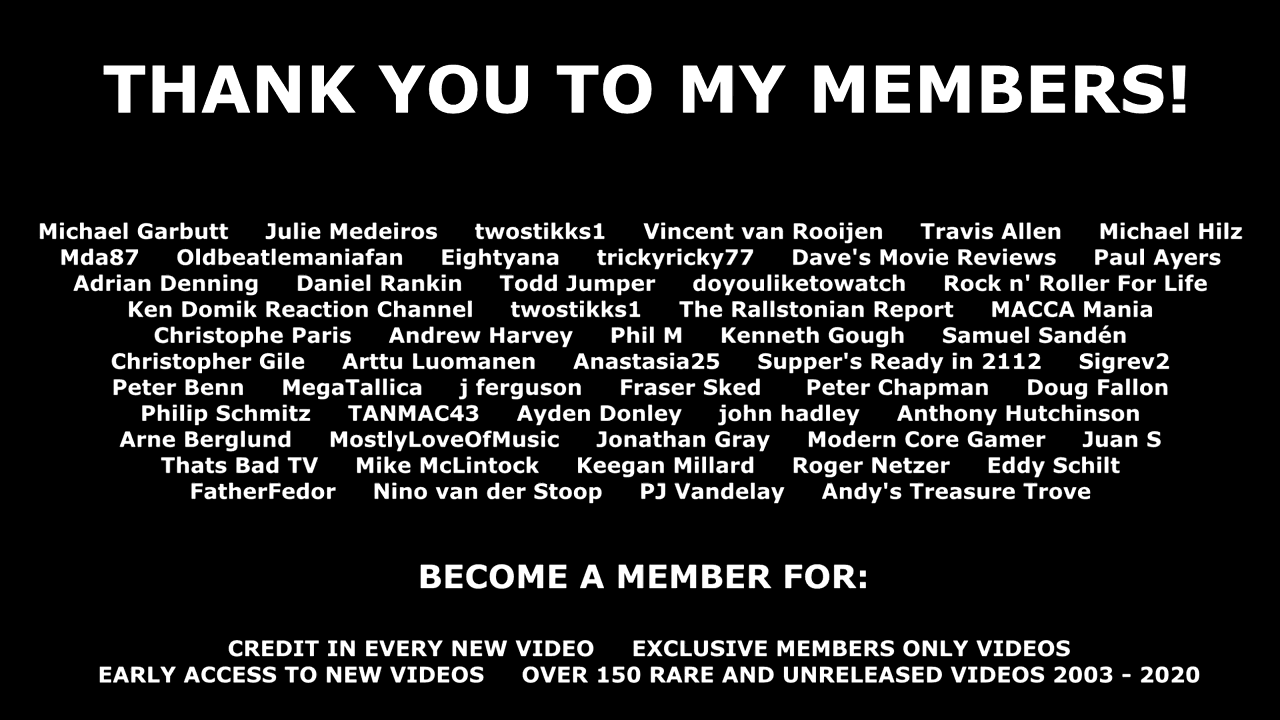 THANK YOU TO MY MEMBERS!
Michael Garbutt Julie Medeiros twostikks1 Vincent van Rooijen Travis Allen Michael Hilz
Mda87 Oldbeatlemaniafan Eightyana trickyricky77 Dave's Movie Reviews Paul Ayers
Adrian Denning Daniel Rankin Todd Jumper doyouliketowatch Rock n' Roller For Life
Ken Domik Reaction Channel twostikks1 The Rallstonian Report MACCA Mania
Christophe Paris Andrew Harvey Phil M Kenneth Gough Samuel Sandén
Christopher Gile Arttu Luomanen Anastasia25 Supper's Ready in 2112 Sigrev2
Peter Benn MegaTallica j ferguson Fraser Sked Peter Chapman Doug Fallon
Philip Schmitz TANMAC43 Ayden Donley john hadley Anthony Hutchinson
Arne Berglund MostlyLoveOfMusic Jonathan Gray Modern Core Gamer Juan S
Thats Bad TV Mike McLintock Keegan Millard Roger Netzer Eddy Schilt
FatherFedor Nino van der Stoop PJ Vandelay Andy's Treasure Trove
BECOME A MEMBER FOR:
CREDIT IN EVERY NEW VIDEO EXCLUSIVE MEMBERS ONLY VIDEOS
EARLY ACCESS TO NEW VIDEOS OVER 150 RARE AND UNRELEASED VIDEOS 2003 - 2020